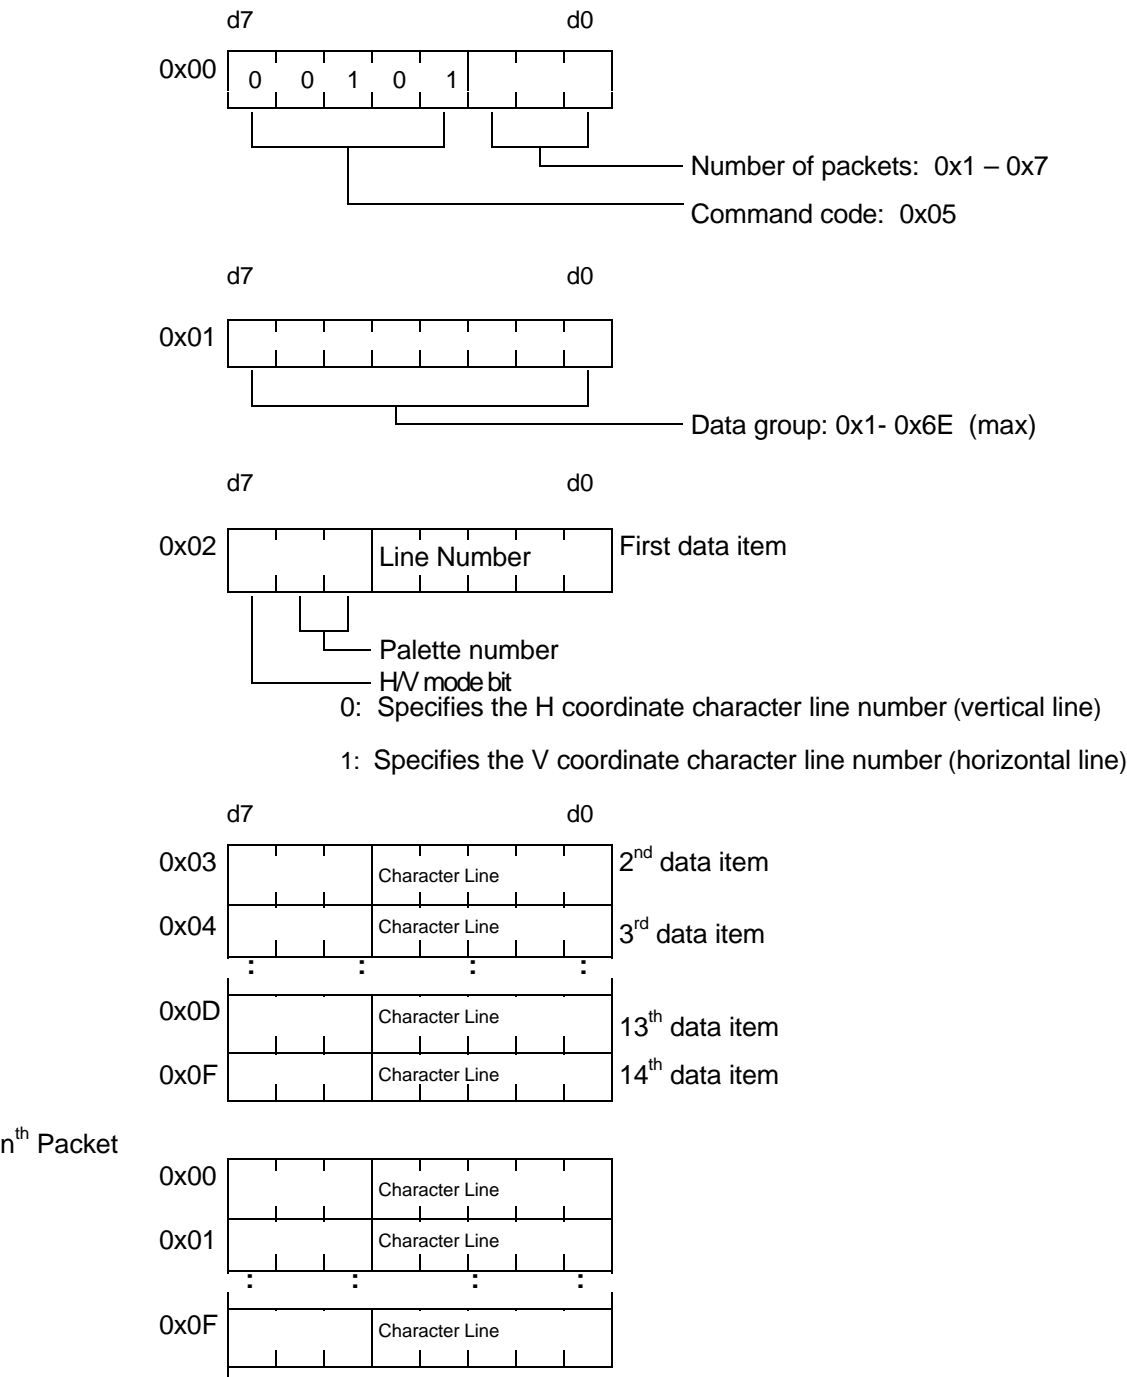 d7 d0
0x00 0 0 1 0 1
Number of packets: 0x1 – 0x7
Command code: 0x05
d7 d0
0x01
Data group: 0x1- 0x6E (max)
d7 d0
0x02 Line Number First data item
Palette number
H/V mode bit
0: Specifies the H coordinate character line number (vertical line)
1: Specifies the V coordinate character line number (horizontal line)
d7 d0
0x03 Character Line 2nd data item
0x04 Character Line 3rd data item
: : : :
0x0D Character Line 13th data item
0x0F Character Line 14th data item
nth Packet
0x00 Character Line
0x01 Character Line
: : : :
0x0F Character Line